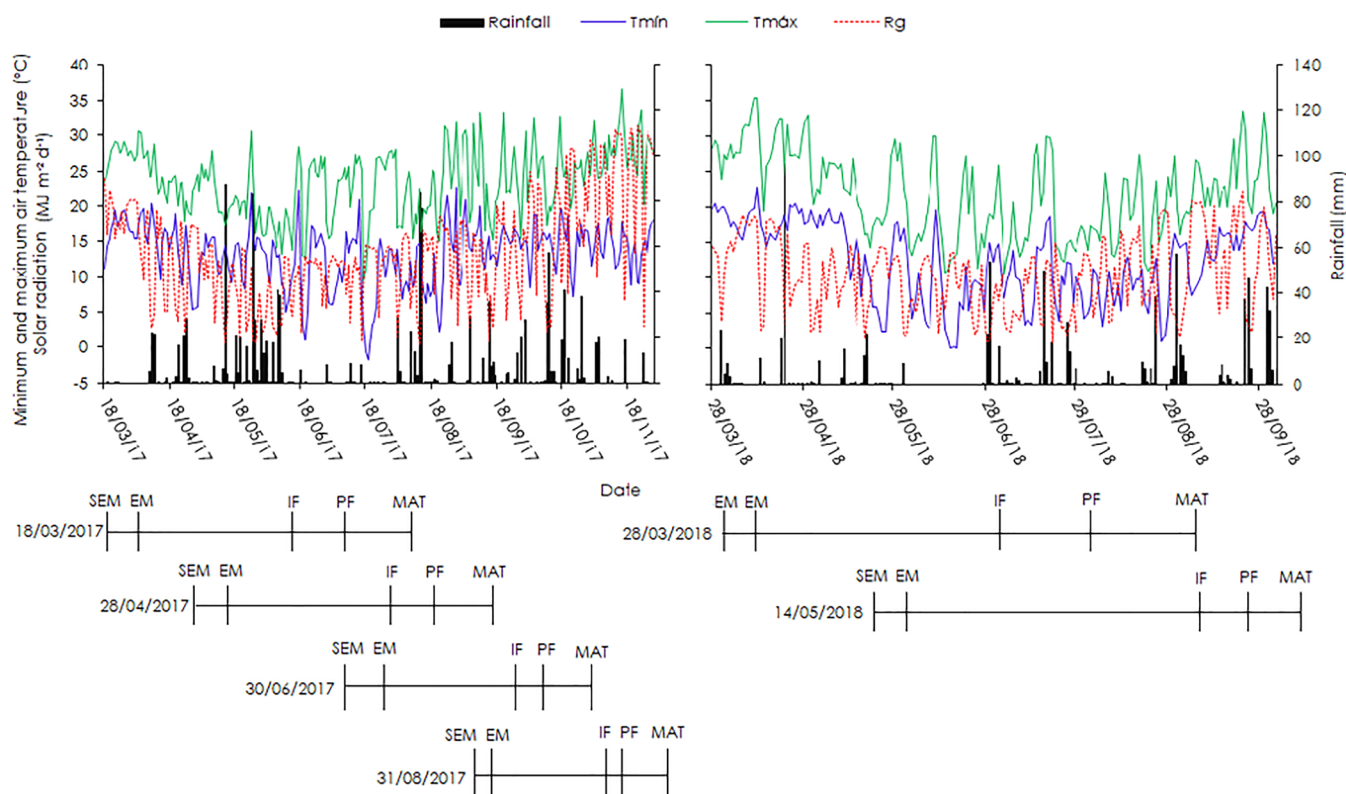 Rainfall Tmín Tmáx Rg
Minimum and maximum air temperature (°C)
Solar radiation (MJ m⁻² d⁻¹)
40
35
30
25
20
15
10
5
0
-5
140
120
100
80
60
40
20
0
Rainfall (mm)
18/03/17 18/04/17 18/05/17 18/06/17 18/07/17 18/08/17 18/09/17 18/10/17 18/11/17
28/03/18 28/04/18 28/05/18 28/06/18 28/07/18 28/08/18 28/09/18
Date
SEM EM IF PF MAT
18/03/2017
EM EM IF PF MAT
28/03/2018
SEM EM IF PF MAT
28/04/2017
SEM EM IF PF MAT
14/05/2018
SEM EM IF PF MAT
30/06/2017
SEM EM IF PF MAT
31/08/2017